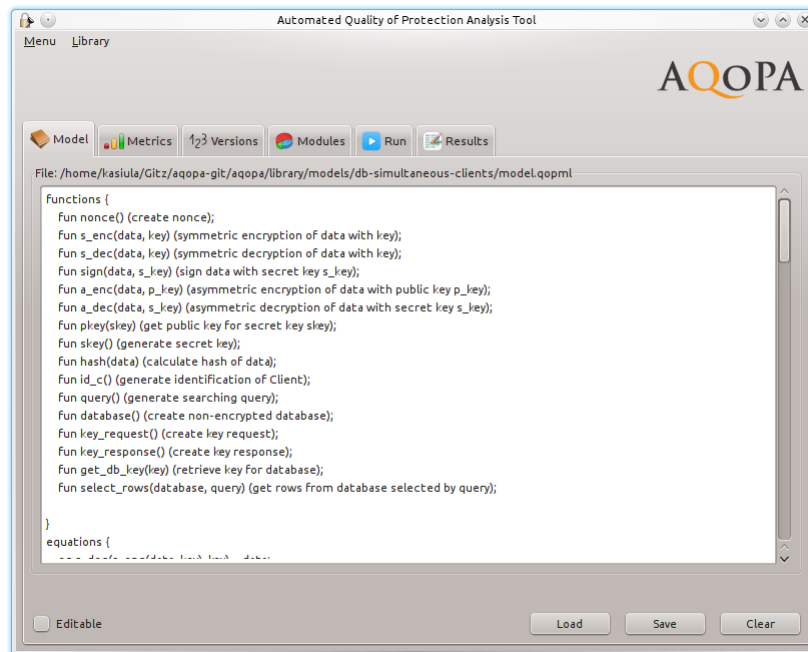 Automated Quality of Protection Analysis Tool
Menu Library
AQoPA
Model Metrics 123 Versions Modules Run Results
File: /home/kasiula/Gitz/aqopa-git/aqopa/library/models/db-simultaneous-clients/model.qopml
functions {
fun nonce() (create nonce);
fun s_enc(data, key) (symmetric encryption of data with key);
fun s_dec(data, key) (symmetric decryption of data with key);
fun sign(data, s_key) (sign data with secret key s_key);
fun a_enc(data, p_key) (asymmetric encryption of data with public key p_key);
fun a_dec(data, s_key) (asymmetric decryption of data with secret key s_key);
fun pkey(skey) (get public key for secret key skey);
fun skey() (generate secret key);
fun hash(data) (calculate hash of data);
fun id_c() (generate identification of Client);
fun query() (generate searching query);
fun database() (create non-encrypted database);
fun key_request() (create key request);
fun key_response() (create key response);
fun get_db_key(key) (retrieve key for database);
fun select_rows(database, query) (get rows from database selected by query);
}
equations {
Editable Load Save Clear